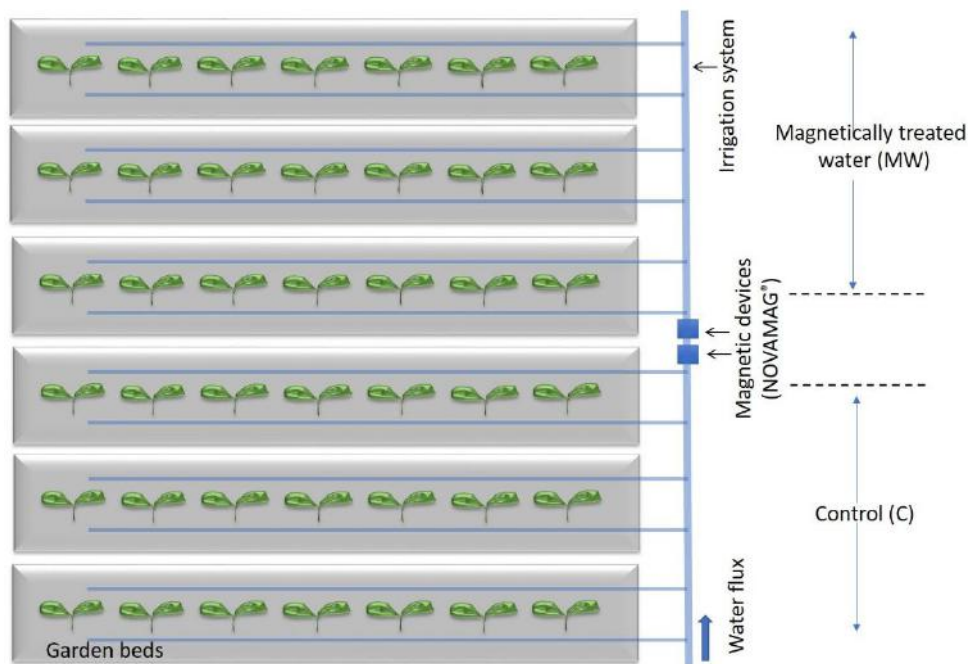 Irrigation system
Magnetically treated
water (MW)
Magnetic devices
(NOVAMAG®)
Control (C)
Water flux
Garden beds